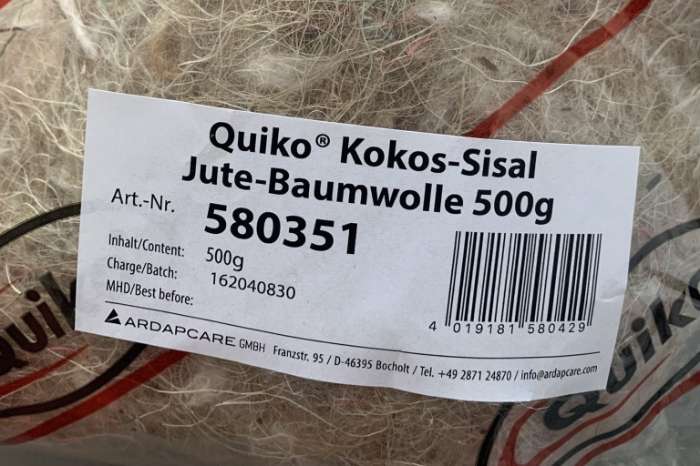 Quiko® Kokos-Sisal
Jute-Baumwolle 500g
Art.-Nr. 580351
Inhalt/Content: 500g
Charge/Batch: 162040830
MHD/Best before:
4 019181 580429
ARDAPCARE GMBH Franzstr. 95 / D-46395 Bocholt / Tel. +49 2871 24870 / info@ardapcare.com
Quiko
Quiko
Quiko